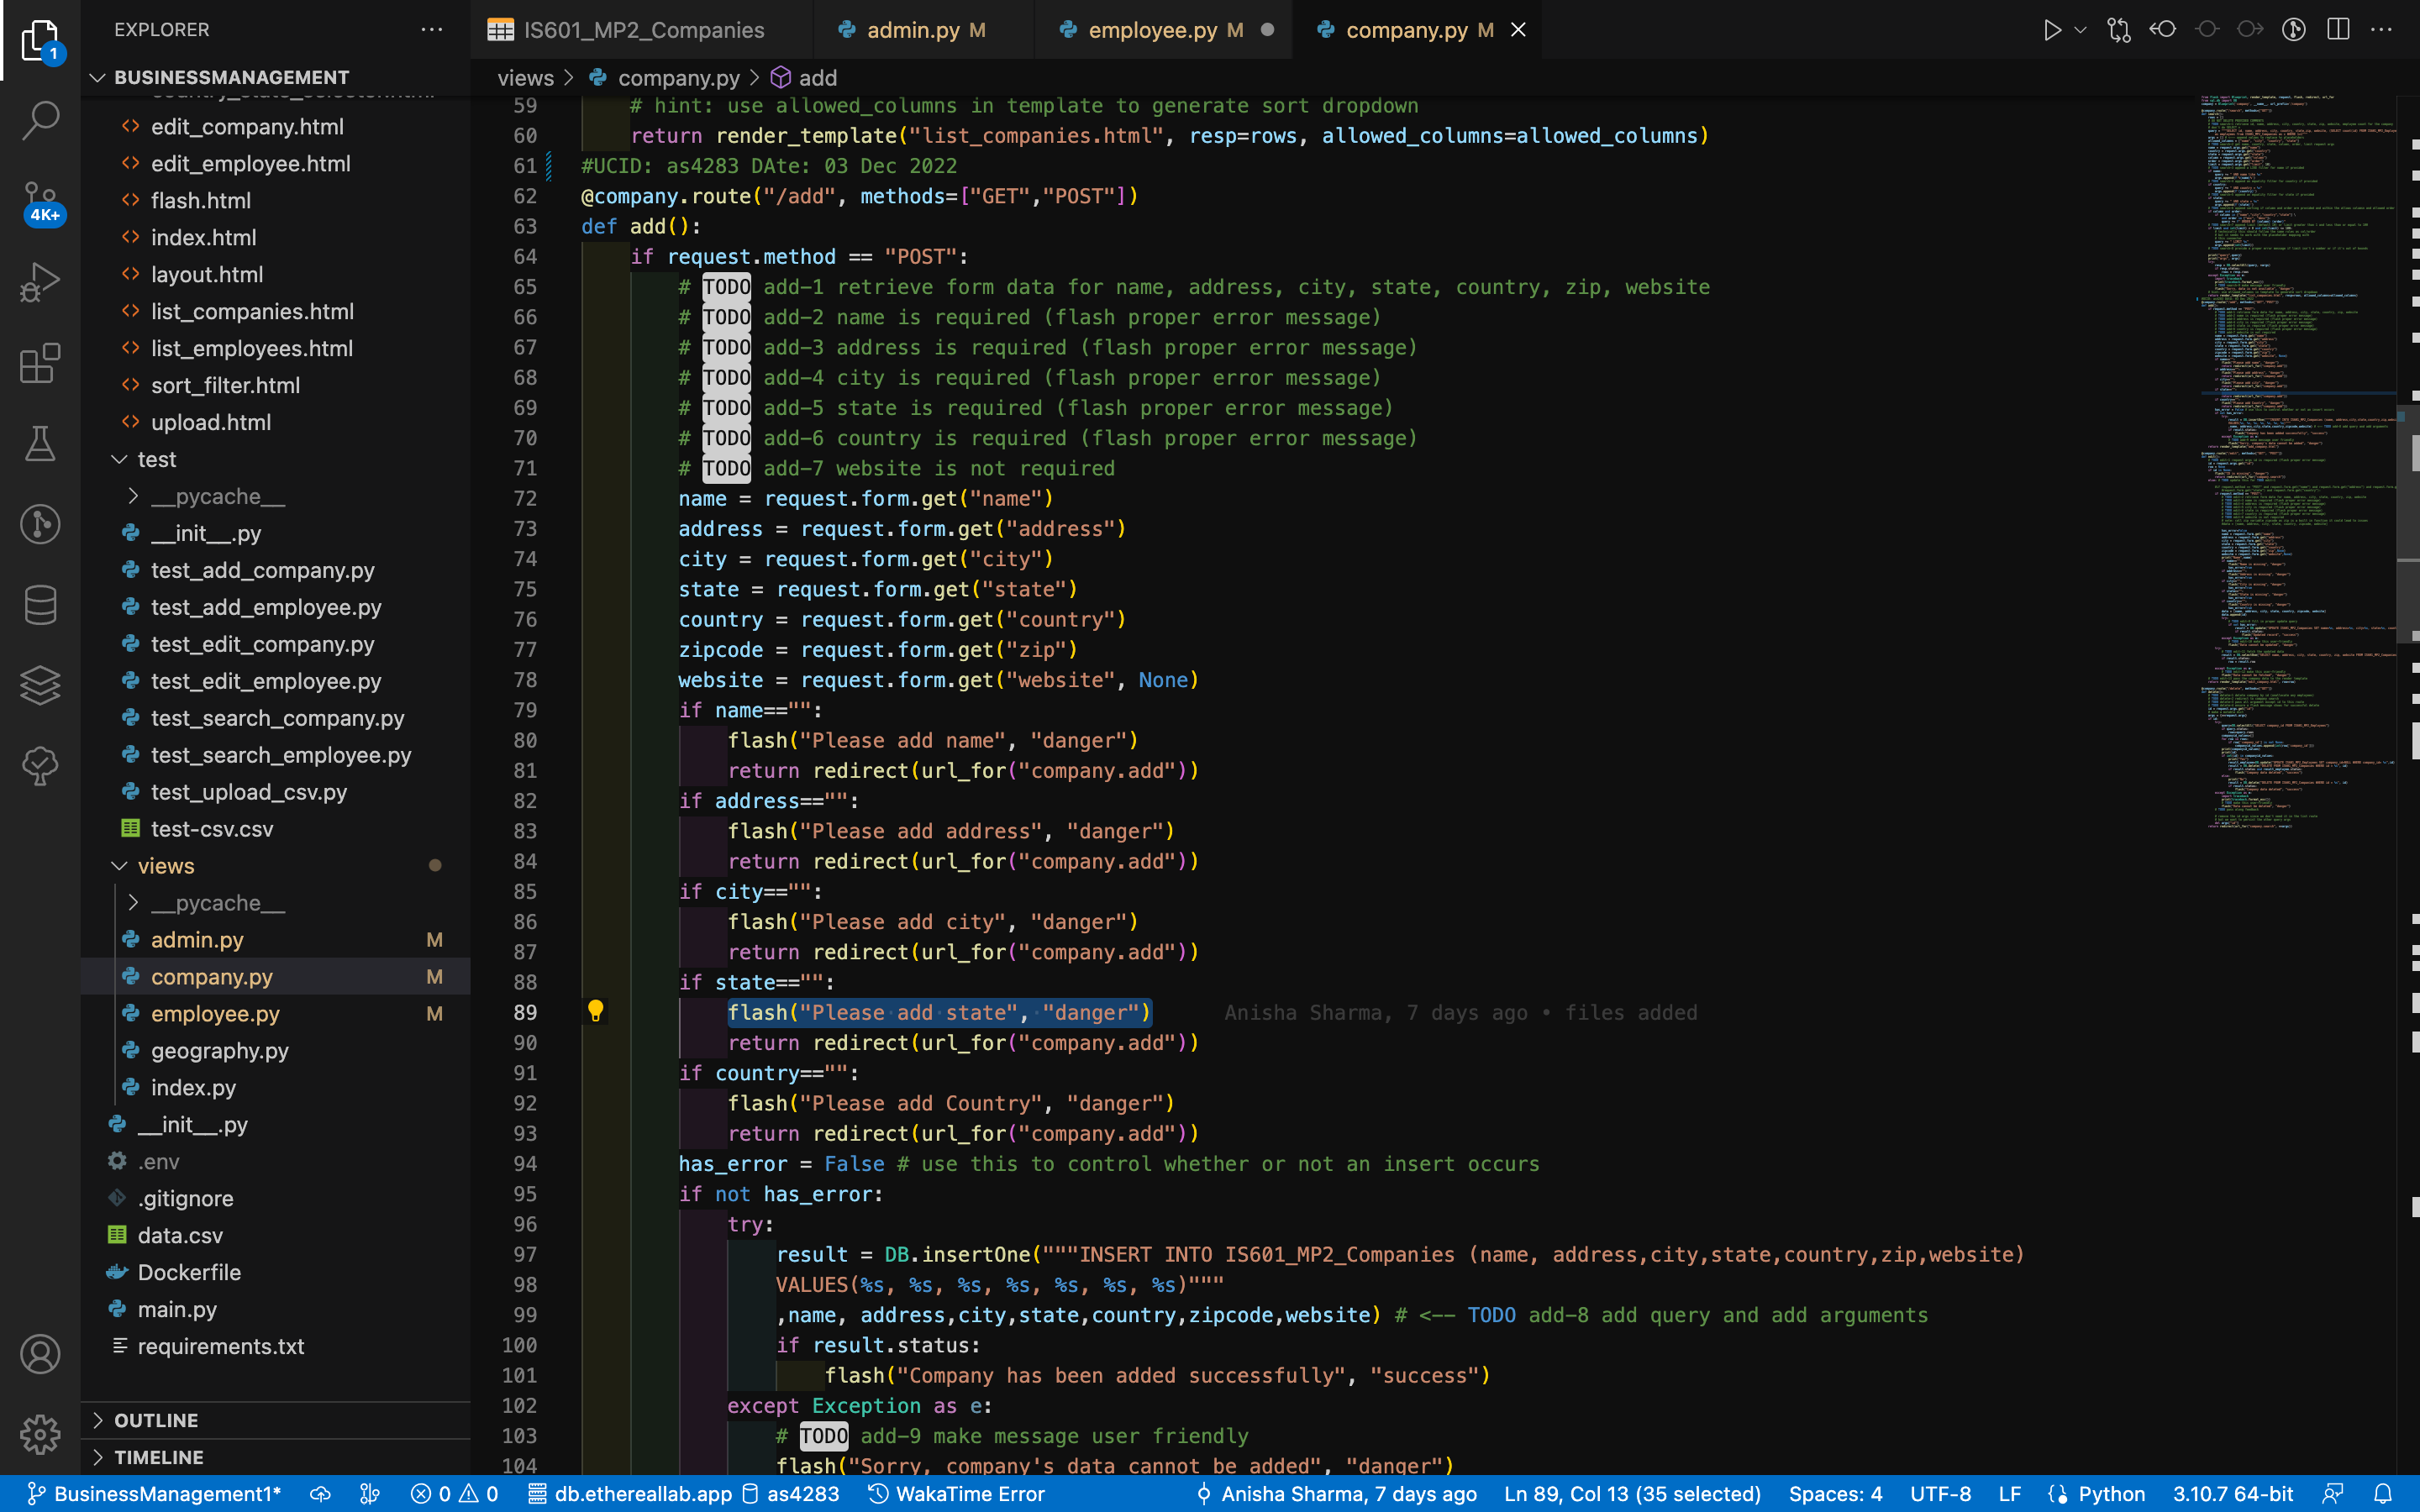 EXPLORER
BUSINESSMANAGEMENT
edit_company.html
edit_employee.html
flash.html
index.html
layout.html
list_companies.html
list_employees.html
sort_filter.html
upload.html
test
__pycache__
__init__.py
test_add_company.py
test_add_employee.py
test_edit_company.py
test_edit_employee.py
test_search_company.py
test_search_employee.py
test_upload_csv.py
test-csv.csv
views
__pycache__
admin.py M
company.py M
employee.py M
geography.py
index.py
__init__.py
.env
.gitignore
data.csv
Dockerfile
main.py
requirements.txt
OUTLINE
TIMELINE
1
4K+
IS601_MP2_Companies admin.py M employee.py M company.py M
views > company.py > add
59 # hint: use allowed_columns in template to generate sort dropdown
60 return render_template("list_companies.html", resp=rows, allowed_columns=allowed_columns)
61 #UCID: as4283 DAte: 03 Dec 2022
62 @company.route("/add", methods=["GET","POST"])
63 def add():
64 if request.method == "POST":
65 # TODO add-1 retrieve form data for name, address, city, state, country, zip, website
66 # TODO add-2 name is required (flash proper error message)
67 # TODO add-3 address is required (flash proper error message)
68 # TODO add-4 city is required (flash proper error message)
69 # TODO add-5 state is required (flash proper error message)
70 # TODO add-6 country is required (flash proper error message)
71 # TODO add-7 website is not required
72 name = request.form.get("name")
73 address = request.form.get("address")
74 city = request.form.get("city")
75 state = request.form.get("state")
76 country = request.form.get("country")
77 zipcode = request.form.get("zip")
78 website = request.form.get("website", None)
79 if name=="":
80 flash("Please add name", "danger")
81 return redirect(url_for("company.add"))
82 if address=="":
83 flash("Please add address", "danger")
84 return redirect(url_for("company.add"))
85 if city=="":
86 flash("Please add city", "danger")
87 return redirect(url_for("company.add"))
88 if state=="":
89 flash("Please add state", "danger") Anisha Sharma, 7 days ago • files added
90 return redirect(url_for("company.add"))
91 if country=="":
92 flash("Please add Country", "danger")
93 return redirect(url_for("company.add"))
94 has_error = False # use this to control whether or not an insert occurs
95 if not has_error:
96 try:
97 result = DB.insertOne("""INSERT INTO IS601_MP2_Companies (name, address,city,state,country,zip,website)
98 VALUES(%s, %s, %s, %s, %s, %s, %s)"""
99 ,name, address,city,state,country,zipcode,website) # <-- TODO add-8 add query and add arguments
100 if result.status:
101 flash("Company has been added successfully", "success")
102 except Exception as e:
103 # TODO add-9 make message user friendly
104 flash("Sorry, company's data cannot be added", "danger")
BusinessManagement1* 0 0 db.ethereallab.app as4283 WakaTime Error Anisha Sharma, 7 days ago Ln 89, Col 13 (35 selected) Spaces: 4 UTF-8 LF Python 3.10.7 64-bit